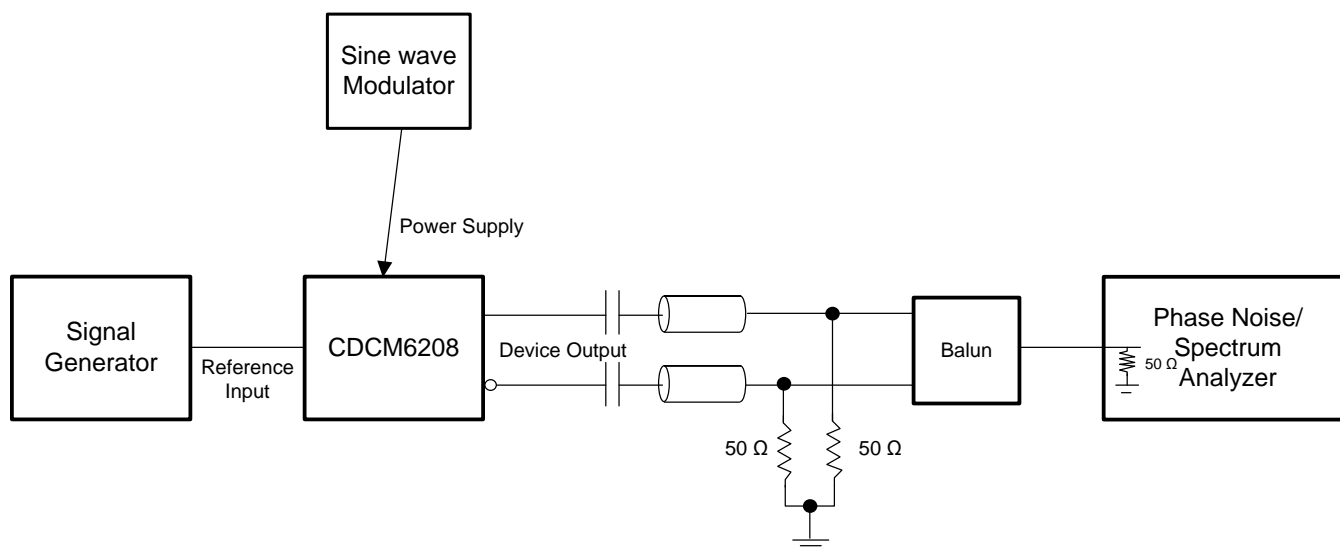 Sine wave
Modulator
Power Supply
Signal
Generator
Reference
Input
CDCM6208
Device Output
Balun
Phase Noise/
Spectrum
Analyzer
50 Ω
50 Ω
50 Ω